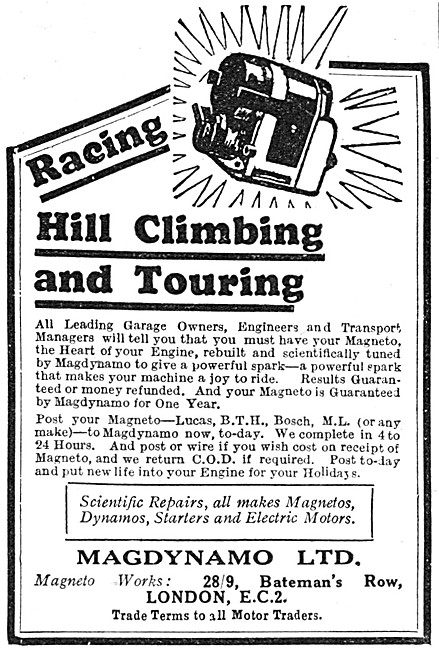 Racing
Hill Climbing
and Touring
All Leading Garage Owners, Engineers and Transport
Managers will tell you that you must have your Magneto,
the Heart of your Engine, rebuilt and scientifically tuned
by Magdynamo to give a powerful spark—a powerful spark
that makes your machine a joy to ride. Results Guaran-
teed or money refunded. And your Magneto is Guaranteed
by Magdynamo for One Year.
Post your Magneto—Lucas, B.T.H., Bosch, M.L. (or any
make)—to Magdynamo now, to-day. We complete in 4 to
24 Hours. And post or wire if you wish cost on receipt of
Magneto, and we return C.O.D. if required. Post to-day
and put new life into your Engine for your Holidays.
Scientific Repairs, all makes Magnetos,
Dynamos, Starters and Electric Motors.
MAGDYNAMO LTD.
Magneto Works: 28/9, Bateman's Row,
LONDON, E.C.2.
Trade Terms to all Motor Traders.